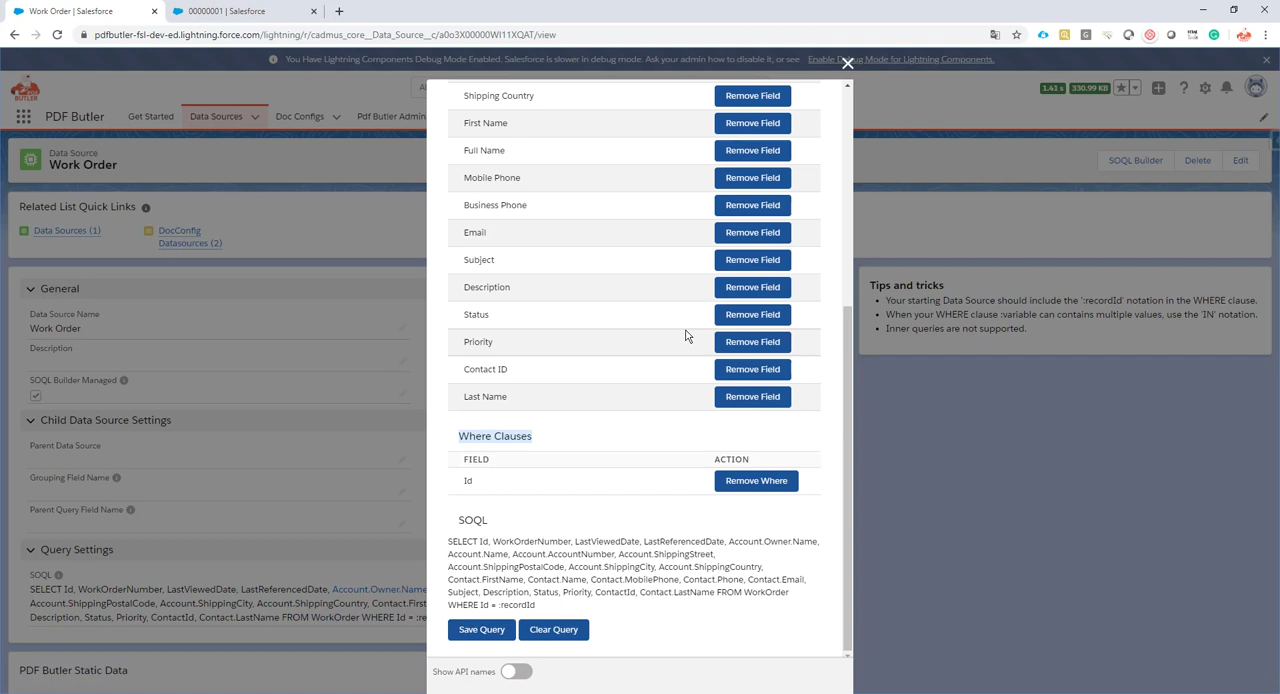 Work Order | Salesforce
00000001 | Salesforce
pdfbutler-fsl-dev-ed.lightning.force.com/lightning/r/cadmus_core__Data_Source__c/a0o3X00000WI11XQAT/view
You Have Lightning Components Debug Mode Enabled. Salesforce is slower in debug mode. Ask your admin how to disable it, or see
Enable Debug Mode for Lightning Components.
PDF BUTLER
1.41 s
330.99 KB
PDF Butler
Get Started
Data Sources
Doc Configs
Pdf Butler Admin
Data Source
Work Order
SOQL Builder
Delete
Edit
Related List Quick Links
Data Sources (1)
DocConfig
Datasources (2)
General
Data Source Name
Work Order
Description
SOQL Builder Managed
Child Data Source Settings
Parent Data Source
Grouping Field Name
Parent Query Field Name
Query Settings
SOQL
SELECT Id, WorkOrderNumber, LastViewedDate, LastReferencedDate, Account.Owner.Name,
Account.ShippingPostalCode, Account.ShippingCity, Account.ShippingCountry, Contact.First
Description, Status, Priority, ContactId, Contact.LastName FROM WorkOrder WHERE Id = :re
PDF Butler Static Data
Shipping Country
Remove Field
First Name
Remove Field
Full Name
Remove Field
Mobile Phone
Remove Field
Business Phone
Remove Field
Email
Remove Field
Subject
Remove Field
Description
Remove Field
Status
Remove Field
Priority
Remove Field
Contact ID
Remove Field
Last Name
Remove Field
Where Clauses
FIELD
ACTION
Id
Remove Where
SOQL
SELECT Id, WorkOrderNumber, LastViewedDate, LastReferencedDate, Account.Owner.Name,
Account.Name, Account.AccountNumber, Account.ShippingStreet,
Account.ShippingPostalCode, Account.ShippingCity, Account.ShippingCountry,
Contact.FirstName, Contact.Name, Contact.MobilePhone, Contact.Phone, Contact.Email,
Subject, Description, Status, Priority, ContactId, Contact.LastName FROM WorkOrder
WHERE Id = :recordId
Save Query
Clear Query
Show API names
Tips and tricks
Your starting Data Source should include the ':recordId' notation in the WHERE clause.
When your WHERE clause :variable can contains multiple values, use the 'IN' notation.
Inner queries are not supported.